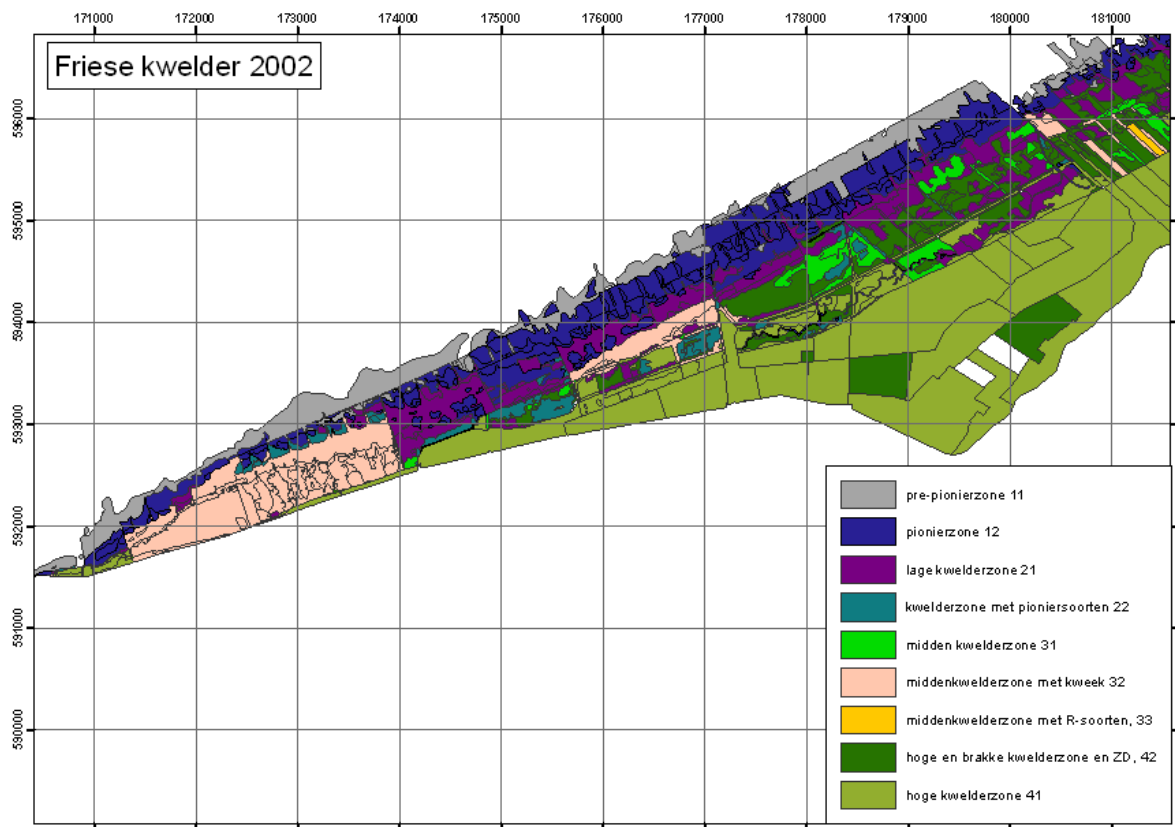 171000 172000 173000 174000 175000 176000 177000 178000 179000 180000 181000
Friese kwelder 2002
596000
595000
594000
593000
592000
591000
590000
pre-pionierzone 11
pionierzone 12
lage kwelderzone 21
kwelderzone met pioniersoorten 22
midden kwelderzone 31
middenkwelderzone met kweek 32
middenkwelderzone met R-soorten, 33
hoge en brakke kwelderzone en ZD, 42
hoge kwelderzone 41